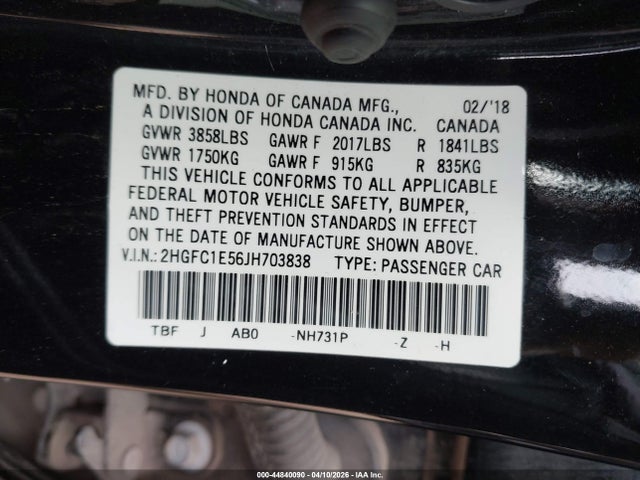 MFD. BY HONDA OF CANADA MFG., 02/'18
A DIVISION OF HONDA CANADA INC. CANADA
GVWR 3858LBS GAWR F 2017LBS R 1841LBS
GVWR 1750KG GAWR F 915KG R 835KG
THIS VEHICLE CONFORMS TO ALL APPLICABLE
FEDERAL MOTOR VEHICLE SAFETY, BUMPER,
AND THEFT PREVENTION STANDARDS IN EFFECT
ON THE DATE OF MANUFACTURE SHOWN ABOVE.
V.I.N.: 2HGFC1E56JH703838 TYPE: PASSENGER CAR
TBF J AB0 -NH731P -Z -H
000-44840090 - 04/10/2026 - IAA Inc.